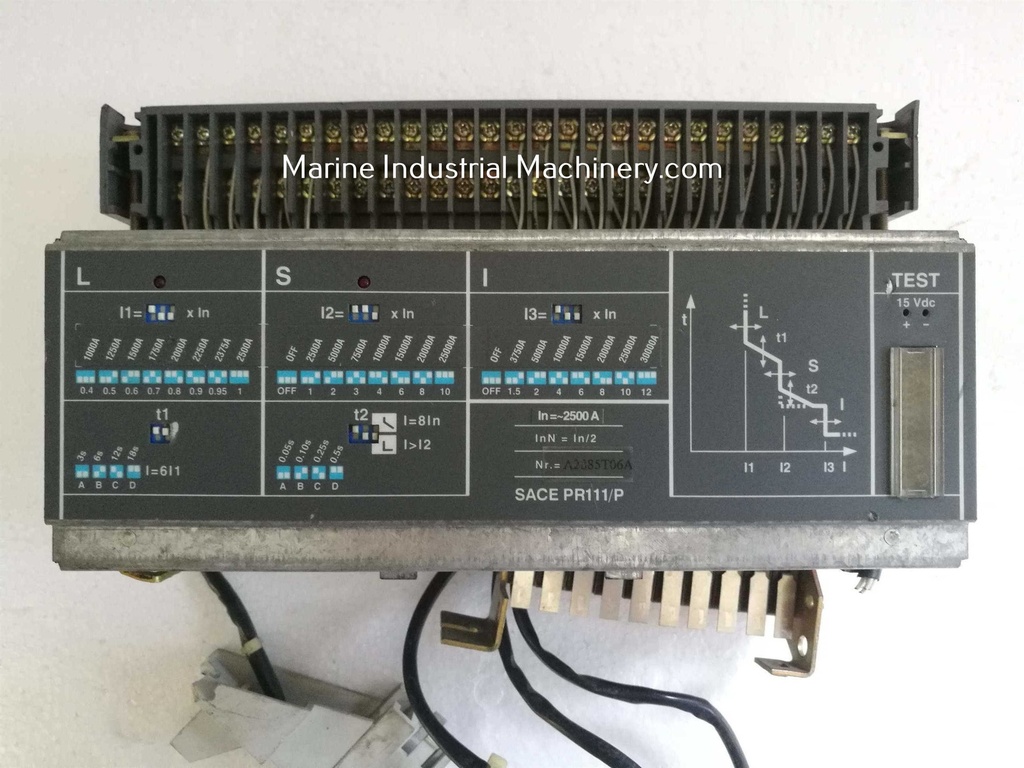 Marine Industrial Machinery.com
L
I1= x In
1000A 1250A 1500A 1750A 2000A 2250A 2375A 2500A
0.4 0.5 0.6 0.7 0.8 0.9 0.95 1
t1
3s 6s 12s 18s
I=6I1
A B C D
S
I2= x In
OFF 2500A 5000A 7500A 10000A 15000A 20000A 25000A
OFF 1 2 3 4 6 8 10
t2
I=8In
I>I2
0.05s 0.10s 0.25s 0.5s
A B C D
I
I3= x In
OFF 3750A 5000A 10000A 15000A 20000A 25000A 30000A
OFF 1.5 2 4 6 8 10 12
In=~2500 A
InN = In/2
Nr.= A2085T06A
SACE PR111/P
t
L
t1
S
t2
I
I1 I2 I3 I
TEST
15 Vdc
+ −